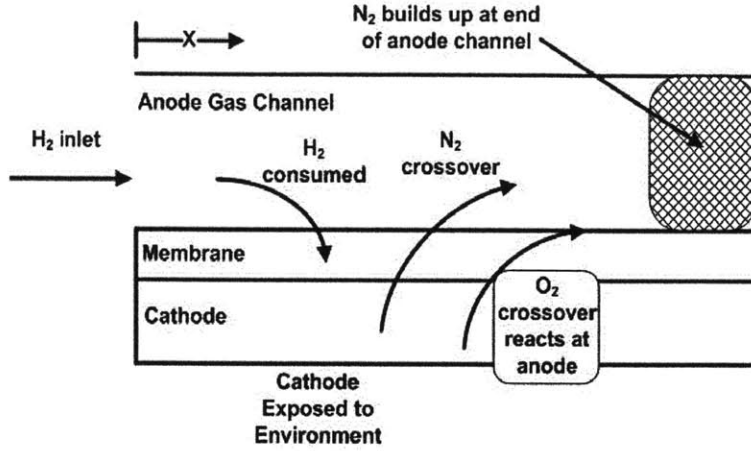 X
N₂ builds up at end
of anode channel
Anode Gas Channel
H₂ inlet
H₂
consumed
N₂
crossover
Membrane
Cathode
O₂
crossover
reacts at
anode
Cathode
Exposed to
Environment